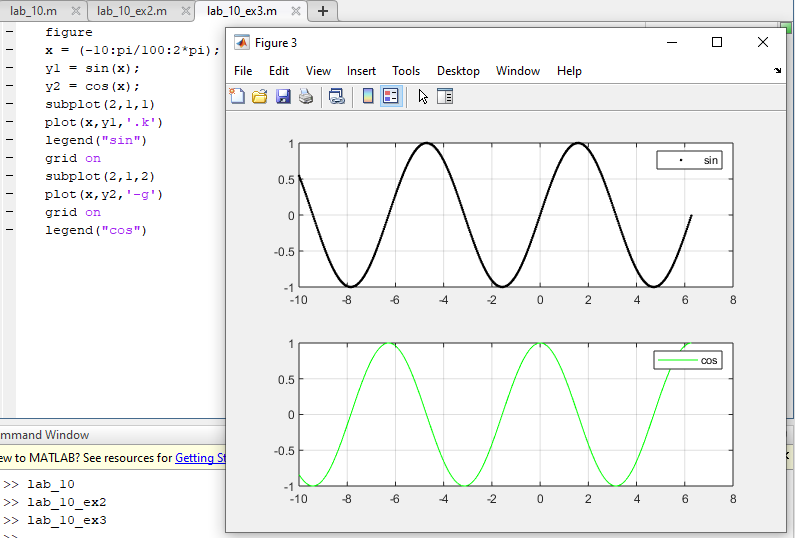 lab_10.m lab_10_ex2.m lab_10_ex3.m
figure
x = (-10:pi/100:2*pi);
y1 = sin(x);
y2 = cos(x);
subplot(2,1,1)
plot(x,y1,'.k')
legend("sin")
grid on
subplot(2,1,2)
plot(x,y2,'-g')
grid on
legend("cos")
Figure 3
File Edit View Insert Tools Desktop Window Help
1
0.5
0
-0.5
-1
-10 -8 -6 -4 -2 0 2 4 6 8
sin
1
0.5
0
-0.5
-1
-10 -8 -6 -4 -2 0 2 4 6 8
cos
mmand Window
ew to MATLAB? See resources for Getting St
>> lab_10
>> lab_10_ex2
>> lab_10_ex3
>>